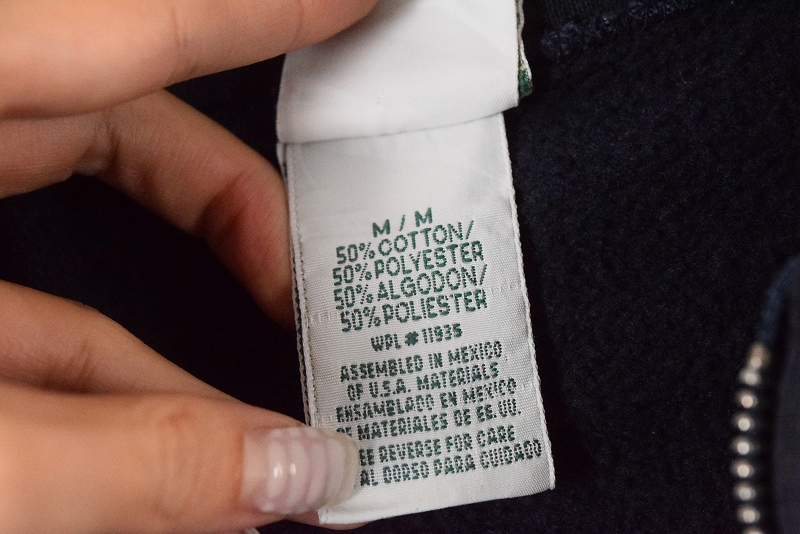 M / M
50% COTTON/
50% POLYESTER
50% ALGODON/
50% POLIESTER
WPL # 11935
ASSEMBLED IN MEXICO
OF U.S.A. MATERIALS
ENSAMBLADO EN MEXICO
DE MATERIALES DE EE.UU.
REVERSE FOR CARE
AL DORSO PARA CUIDADO